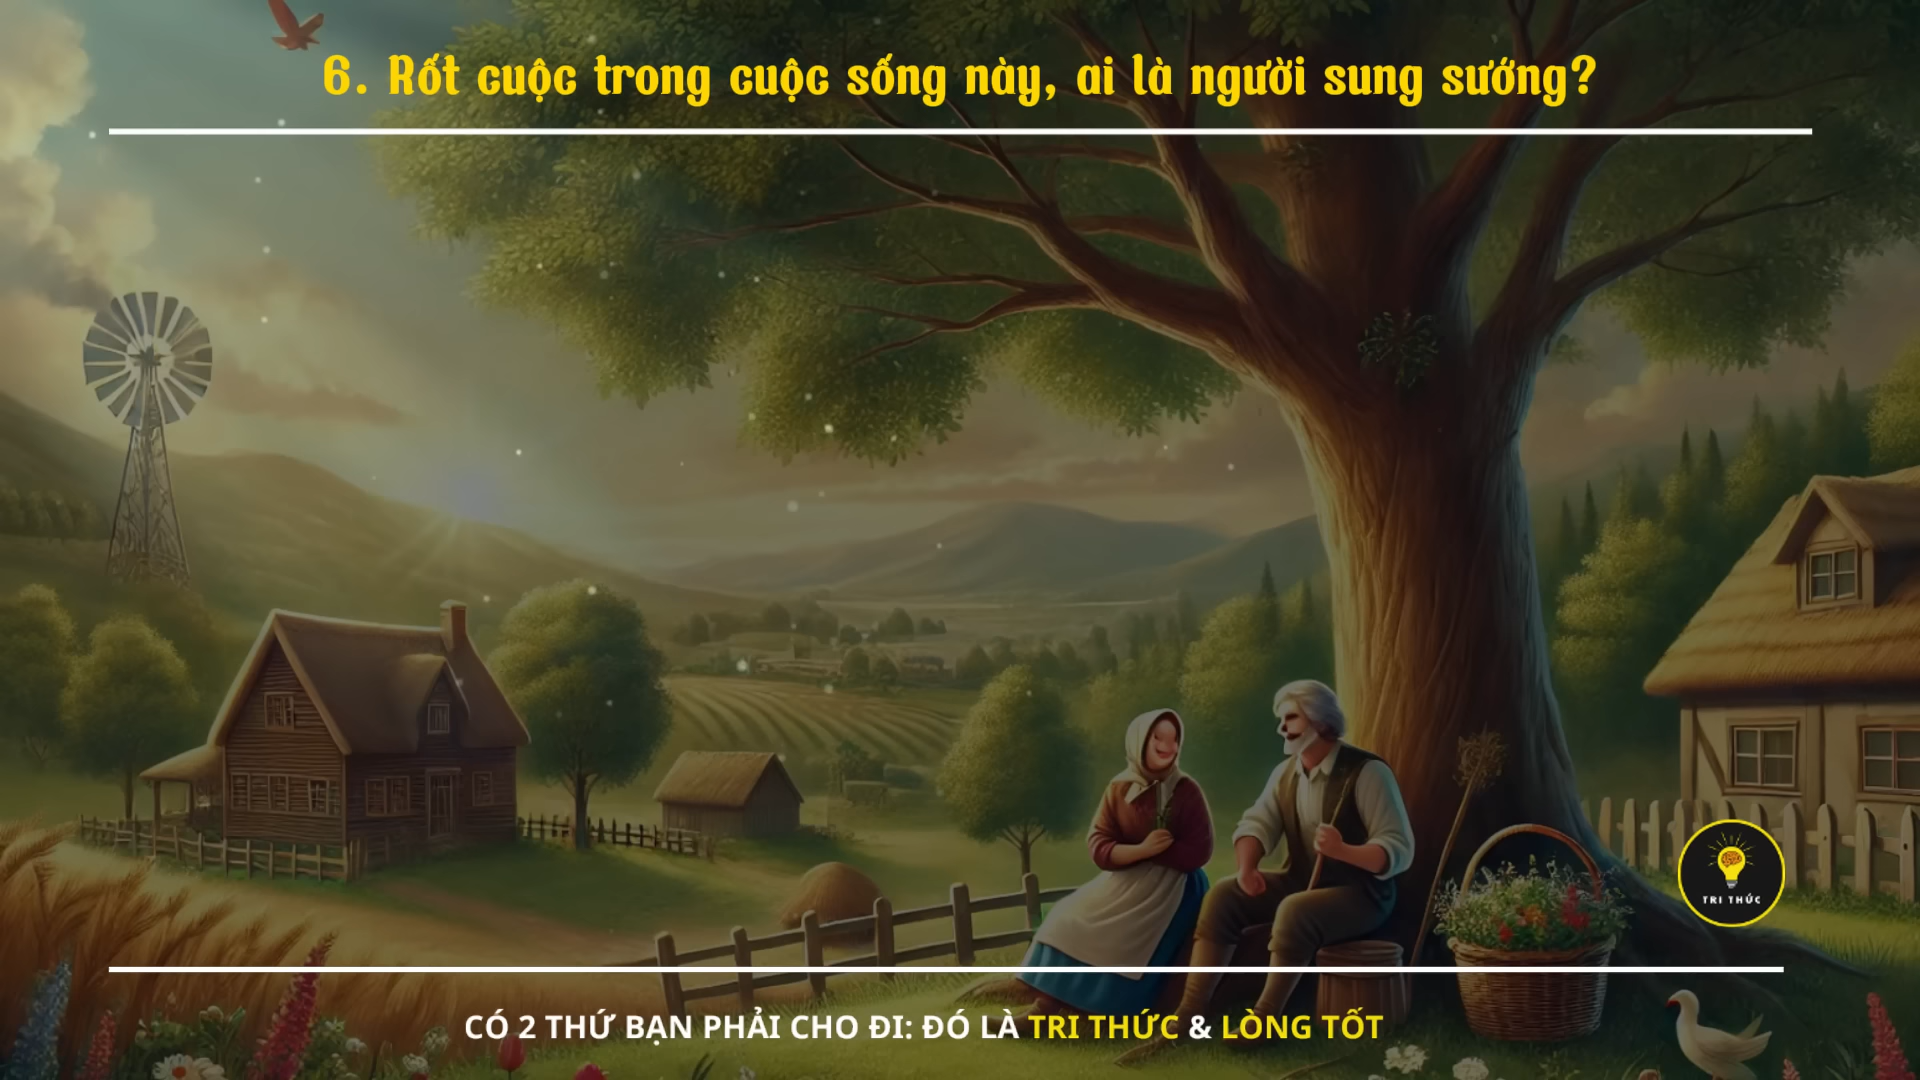 6. Rốt cuộc trong cuộc sống này, ai là người sung sướng?
TRI THỨC
CÓ 2 THỨ BẠN PHẢI CHO ĐI: ĐÓ LÀ TRI THỨC & LÒNG TỐT